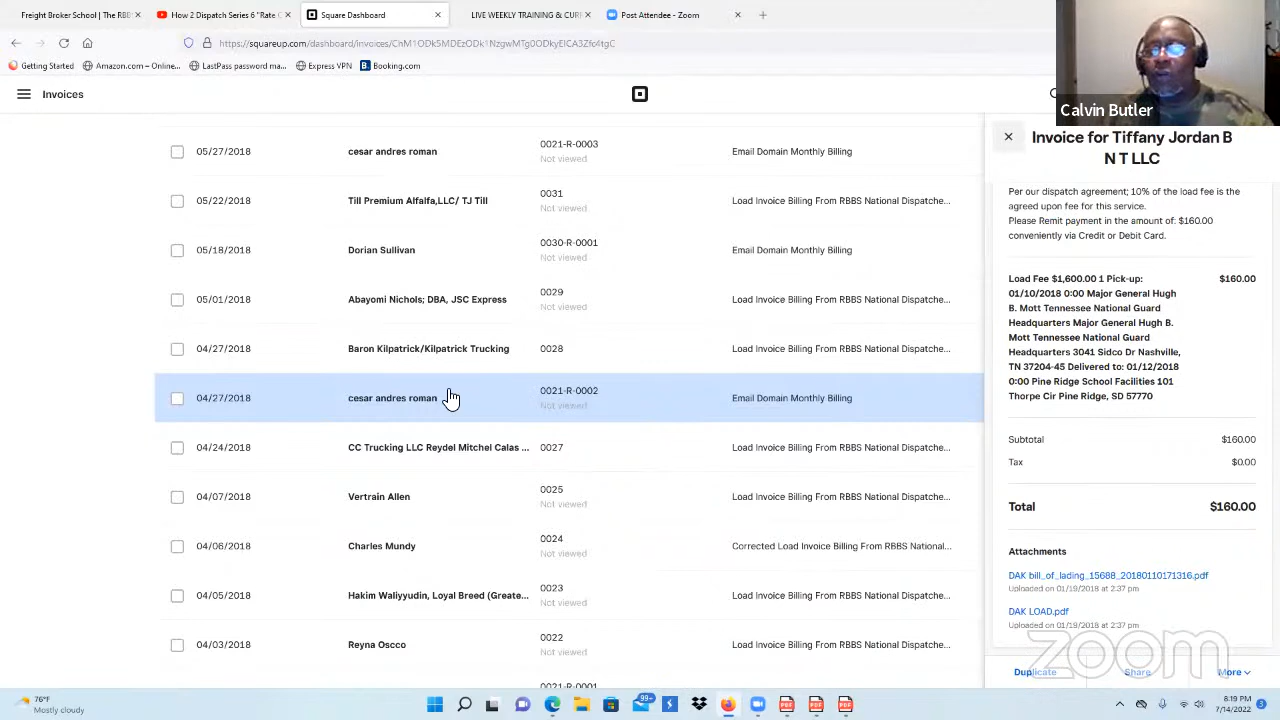 Freight Broker School | The RBB
How 2 Dispatch Series 6 "Rate C
Square Dashboard
LIVE WEEKLY TRAINING & CURE
Post Attendee - Zoom
https://squareup.com/dashboard/invoices/ChM1ODk5MDEzODk1NzgwMTg0ODkyEICA3Zfo4tgC
Getting Started
Amazon.com – Online...
LastPass password ma...
Express VPN
Booking.com
Invoices
Calvin Butler
05/27/2018 cesar andres roman 0021-R-0003 Email Domain Monthly Billing
Not viewed
05/22/2018 Till Premium Alfalfa,LLC/ TJ Till 0031 Load Invoice Billing From RBBS National Dispatche...
Not viewed
05/18/2018 Dorian Sullivan 0030-R-0001 Email Domain Monthly Billing
Not viewed
05/01/2018 Abayomi Nichols; DBA, JSC Express 0029 Load Invoice Billing From RBBS National Dispatche...
Not viewed
04/27/2018 Baron Kilpatrick/Kilpatrick Trucking 0028 Load Invoice Billing From RBBS National Dispatche...
04/27/2018 cesar andres roman 0021-R-0002 Email Domain Monthly Billing
Not viewed
04/24/2018 CC Trucking LLC Reydel Mitchel Calas ... 0027 Load Invoice Billing From RBBS National Dispatche...
04/07/2018 Vertrain Allen 0025 Load Invoice Billing From RBBS National Dispatche...
Not viewed
04/06/2018 Charles Mundy 0024 Corrected Load Invoice Billing From RBBS National...
Not viewed
04/05/2018 Hakim Waliyyudin, Loyal Breed (Greate... 0023 Load Invoice Billing From RBBS National Dispatche...
Not viewed
04/03/2018 Reyna Oscco 0022 Load Invoice Billing From RBBS National Dispatche...
Not viewed
0021-R-0001
Invoice for Tiffany Jordan B
N T LLC
Per our dispatch agreement; 10% of the load fee is the
agreed upon fee for this service.
Please Remit payment in the amount of: $160.00
conveniently via Credit or Debit Card.
Load Fee $1,600.00 1 Pick-up: $160.00
01/10/2018 0:00 Major General Hugh
B. Mott Tennessee National Guard
Headquarters Major General Hugh B.
Mott Tennessee National Guard
Headquarters 3041 Sidco Dr Nashville,
TN 37204-45 Delivered to: 01/12/2018
0:00 Pine Ridge School Facilities 101
Thorpe Cir Pine Ridge, SD 57770
Subtotal $160.00
Tax $0.00
Total $160.00
Attachments
DAK bill_of_lading_15688_20180110171316.pdf
Uploaded on 01/19/2018 at 2:37 pm
DAK LOAD.pdf
Uploaded on 01/19/2018 at 2:37 pm
zoom
Duplicate Share More
76°F
Mostly cloudy
99+
8:19 PM
7/14/2022
3